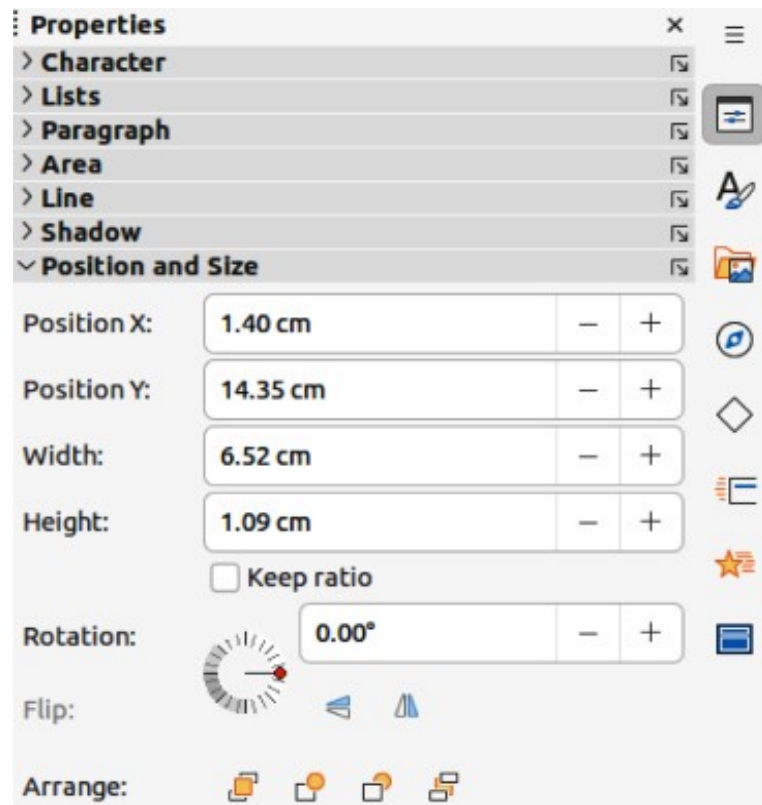 Properties
Character
Lists
Paragraph
Area
Line
Shadow
Position and Size
Position X: 1.40 cm
Position Y: 14.35 cm
Width: 6.52 cm
Height: 1.09 cm
Keep ratio
Rotation: 0.00°
Flip:
Arrange: